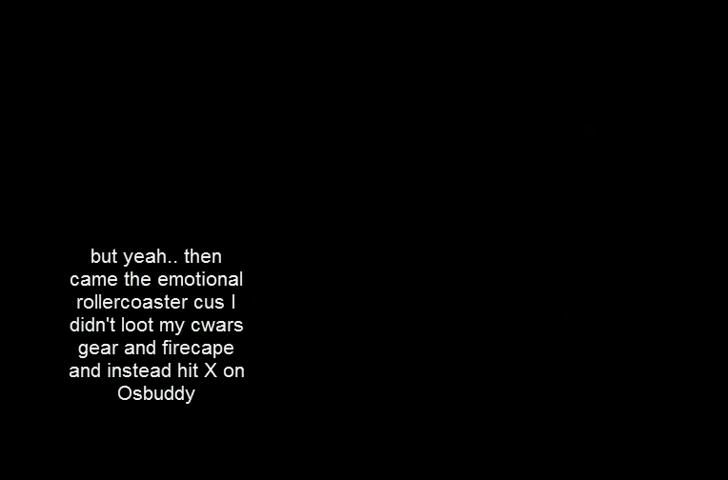 but yeah.. then
came the emotional
rollercoaster cus I
didn't loot my cwars
gear and firecape
and instead hit X on
Osbuddy